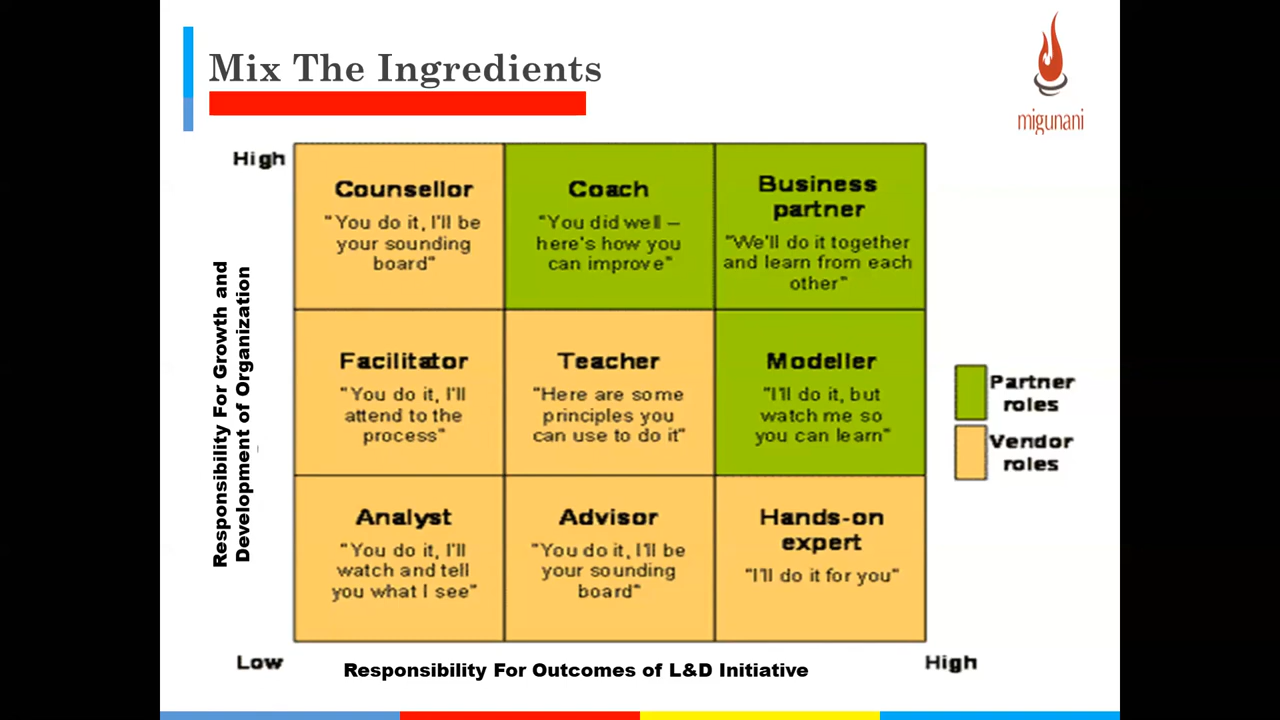 Mix The Ingredients
migunani
High
Counsellor
"You do it, I'll be
your sounding
board"
Coach
"You did well –
here's how you
can improve"
Business
partner
"We'll do it together
and learn from each
other"
Responsibility For Growth and
Development of Organization
Facilitator
"You do it, I'll
attend to the
process"
Teacher
"Here are some
principles you
can use to do it"
Modeller
"I'll do it, but
watch me so
you can learn"
Partner
roles
Vendor
roles
Analyst
"You do it, I'll
watch and tell
you what I see"
Advisor
"You do it, I'll be
your sounding
board"
Hands-on
expert
"I'll do it for you"
Low
Responsibility For Outcomes of L&D Initiative
High